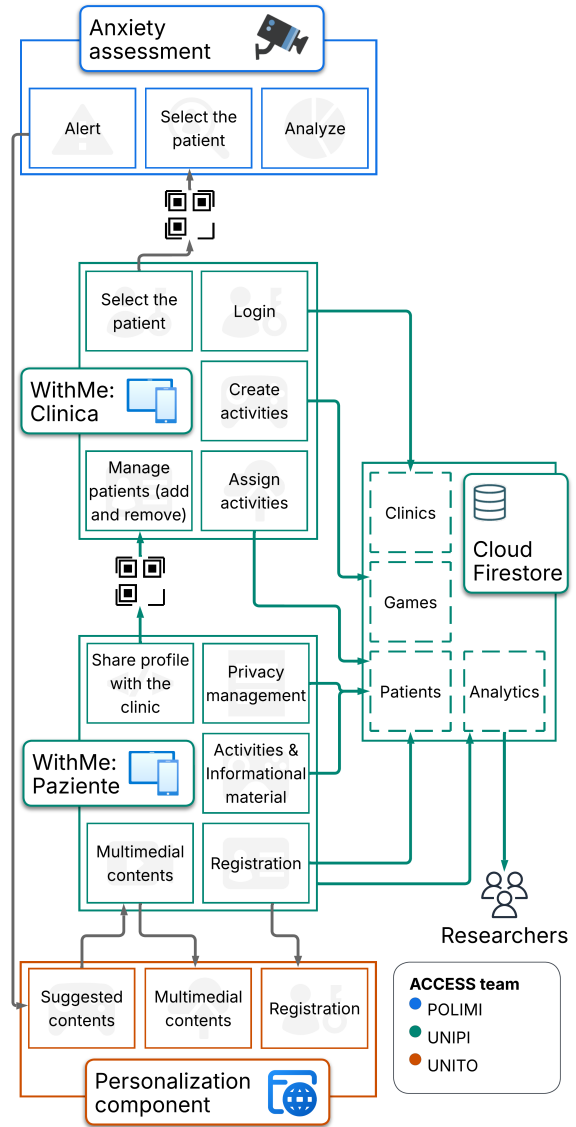 Anxiety
assessment
Alert
Select the
patient
Analyze
Select the
patient
Login
WithMe:
Clinica
Create
activities
Manage
patients (add
and remove)
Assign
activities
Clinics
Cloud
Firestore
Games
Patients
Analytics
Share profile
with the
clinic
Privacy
management
WithMe:
Paziente
Activities &
Informational
material
Multimedial
contents
Registration
Researchers
Suggested
contents
Multimedial
contents
Registration
Personalization
component
ACCESS team
POLIMI
UNIPI
UNITO